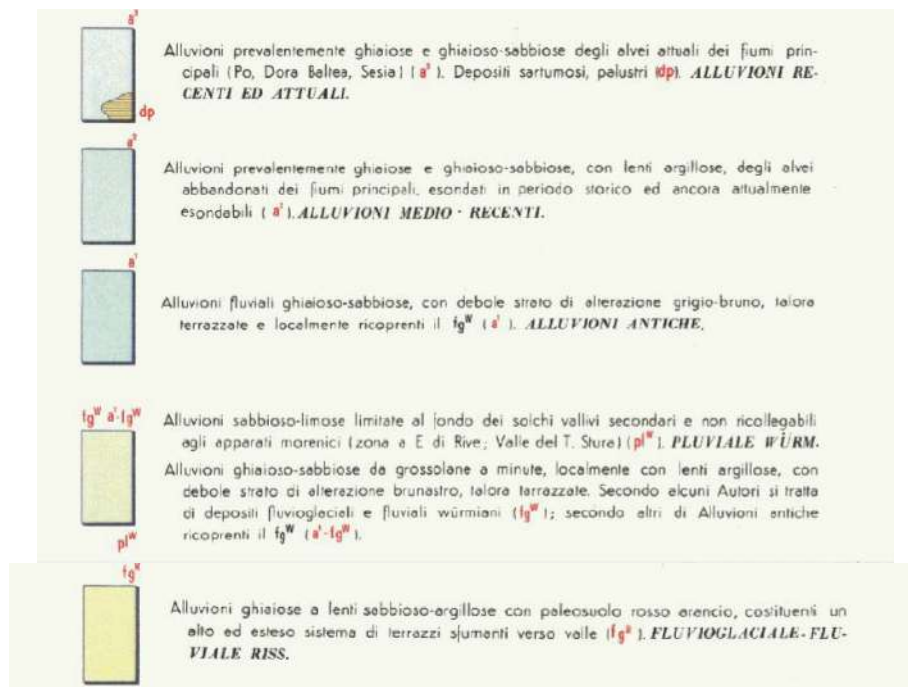 a³
Alluvioni prevalentemente ghiaiose e ghiaioso-sabbiose degli alvei attuali dei fiumi prin-
cipali (Po, Dora Baltea, Sesia) ( a³ ). Depositi sartumosi, palustri (dp). ALLUVIONI RE-
CENTI ED ATTUALI.
dp
a²
Alluvioni prevalentemente ghiaiose e ghiaioso-sabbiose, con lenti argillose, degli alvei
abbandonati dei fiumi principali, esondati in periodo storico ed ancora attualmente
esondabili ( a² ). ALLUVIONI MEDIO - RECENTI.
a¹
Alluvioni fluviali ghiaioso-sabbiose, con debole strato di alterazione grigio-bruno, talora
terrazzate e localmente ricoprenti il fgᵂ ( a¹ ). ALLUVIONI ANTICHE.
fgᵂ a¹-fgᵂ
Alluvioni sabbioso-limose limitate al fondo dei solchi vallivi secondari e non ricollegabili
agli apparati morenici (zona a E di Rive; Valle del T. Stura) (plᵂ ). PLUVIALE WÜRM.
Alluvioni ghiaioso-sabbiose da grossolane a minute, localmente con lenti argillose, con
debole strato di alterazione brunastro, talora terrazzate. Secondo alcuni Autori si tratta
di depositi fluvioglaciali e fluviali würmiani (fgᵂ ); secondo altri di Alluvioni antiche
ricoprenti il fgᵂ (a¹-fgᵂ ).
plᵂ
fgᴿ
Alluvioni ghiaiose a lenti sabbioso-argillose con paleosuolo rosso arancio, costituenti un
alto ed esteso sistema di terrazzi sfumanti verso valle (fgᴿ ). FLUVIOGLACIALE-FLU-
VIALE RISS.